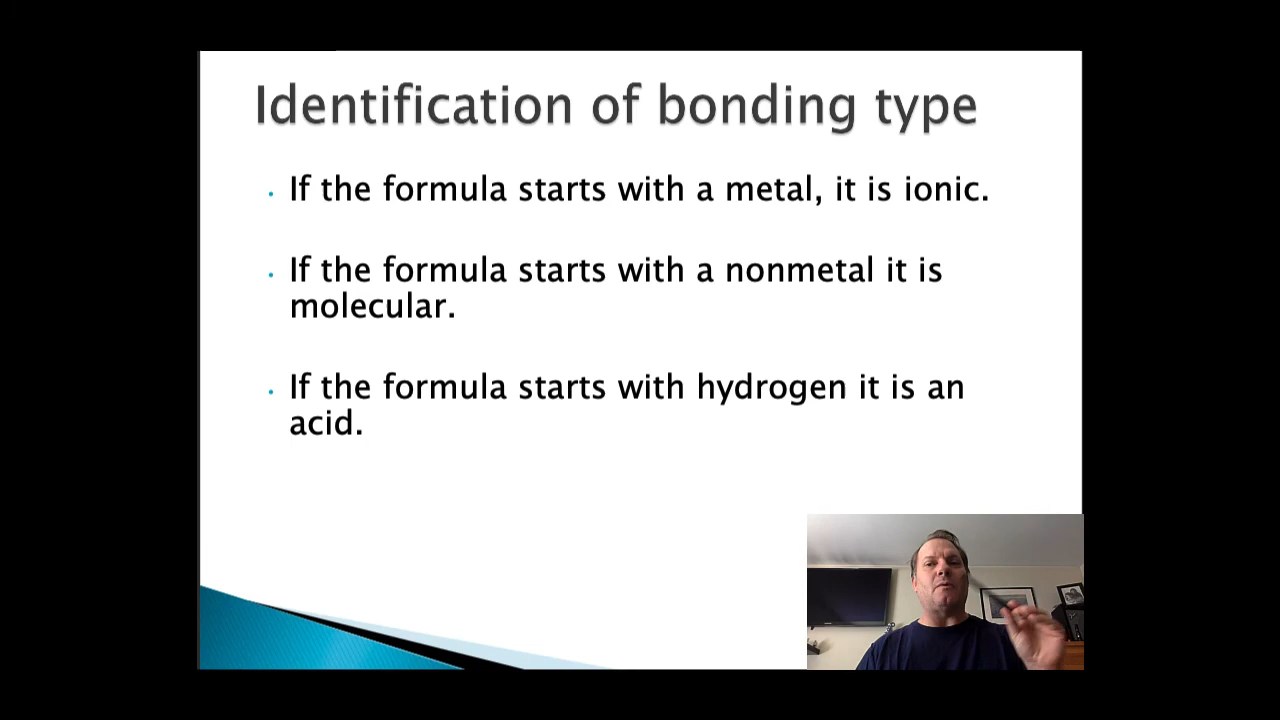 Identification of bonding type
If the formula starts with a metal, it is ionic.
If the formula starts with a nonmetal it is
molecular.
If the formula starts with hydrogen it is an
acid.